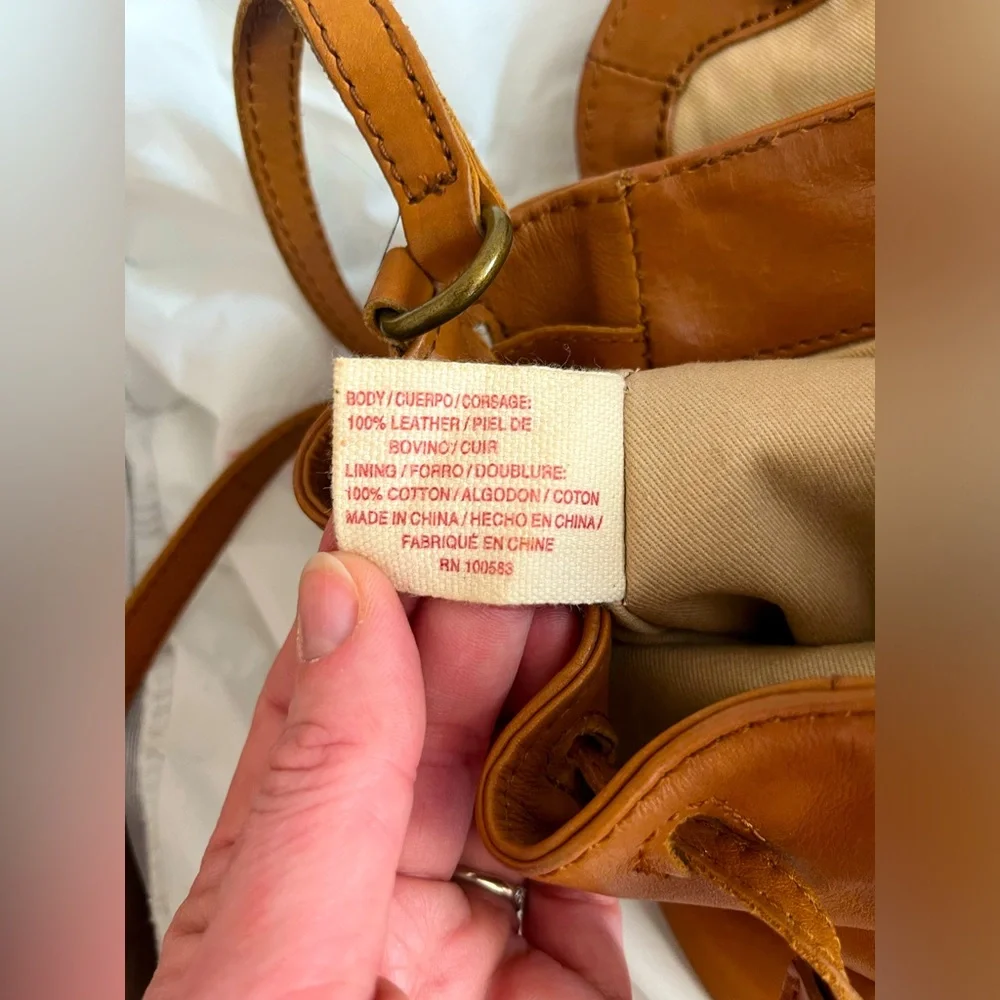 BODY / CUERPO / CORSAGE:
100% LEATHER / PIEL DE
BOVINO / CUIR
LINING / FORRO / DOUBLURE:
100% COTTON / ALGODON / COTON
MADE IN CHINA / HECHO EN CHINA /
FABRIQUÉ EN CHINE
RN 100583